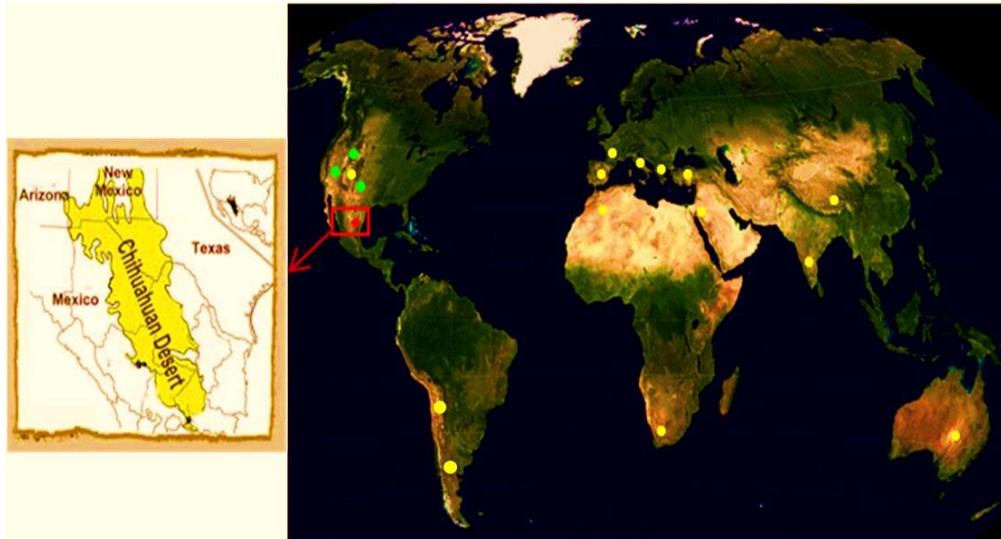 New
Arizona Mexico
Texas
Mexico
Chihuahuan Desert